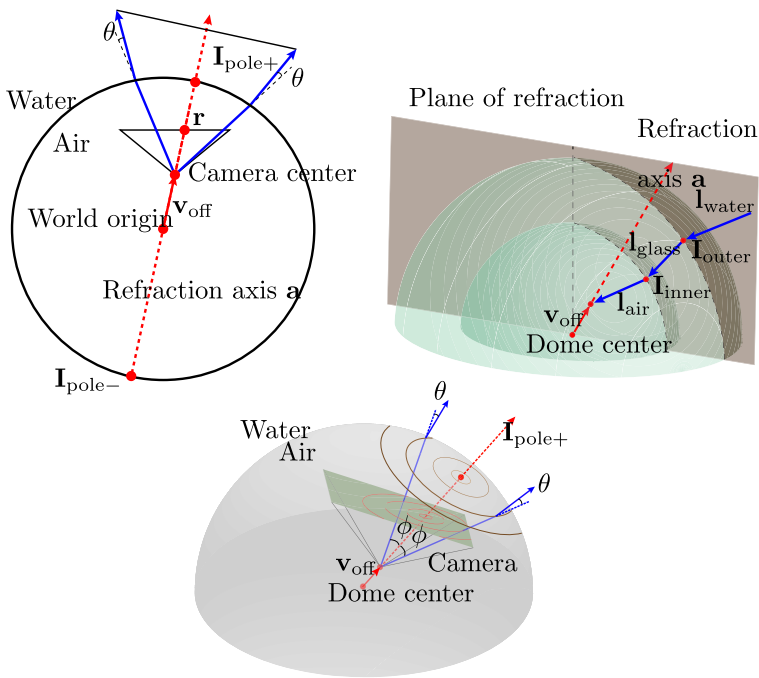 θ
I_pole+
θ
Water
r
Air
Camera center
v_off
World origin
Refraction axis a
I_pole−
Plane of refraction
Refraction
axis a
l_water
l_glass
I_outer
I_inner
l_air
v_off
Dome center
θ
Water
I_pole+
Air
θ
ϕ
ϕ
v_off
Camera
Dome center